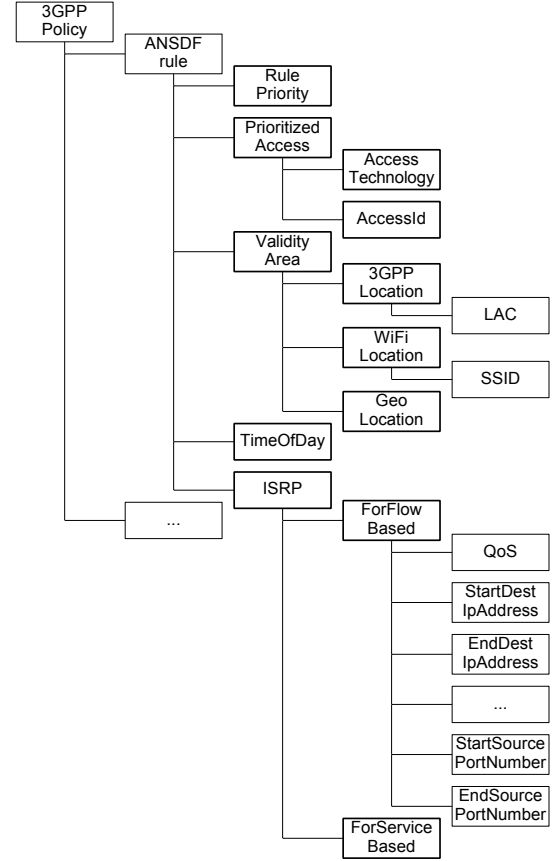 3GPP
Policy
ANSDF
rule
Rule
Priority
Prioritized
Access
Access
Technology
AccessId
Validity
Area
3GPP
Location
LAC
WiFi
Location
SSID
Geo
Location
TimeOfDay
ISRP
ForFlow
Based
QoS
StartDest
IpAddress
EndDest
IpAddress
...
StartSource
PortNumber
EndSource
PortNumber
ForService
Based
...